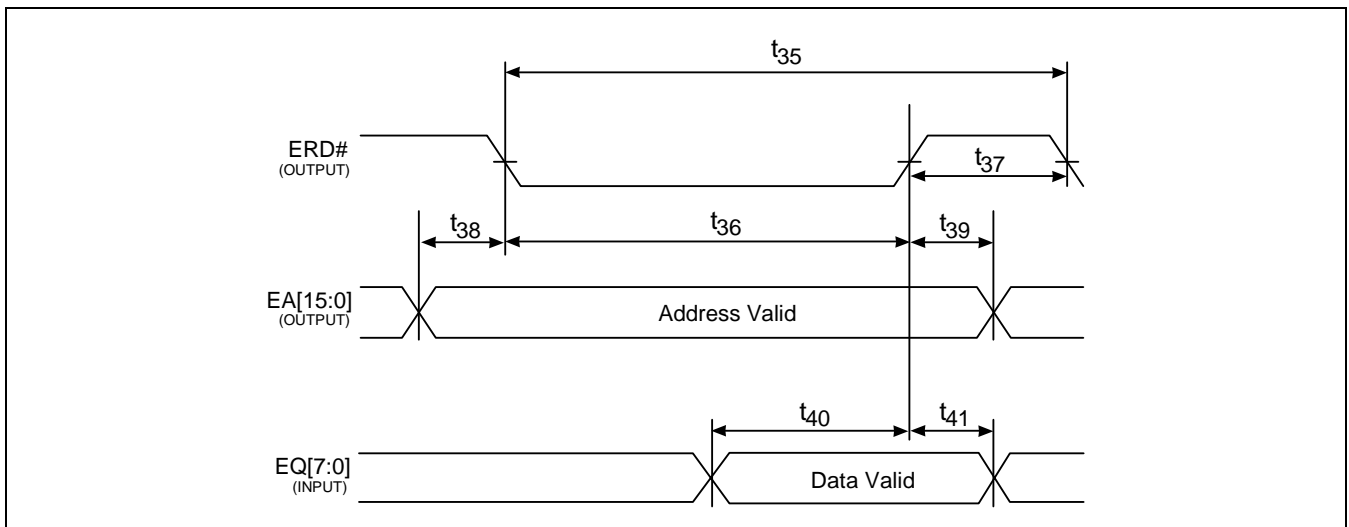 t35
ERD#
(OUTPUT)
t37
t38
t36
t39
EA[15:0]
(OUTPUT)
Address Valid
t40
t41
EQ[7:0]
(INPUT)
Data Valid